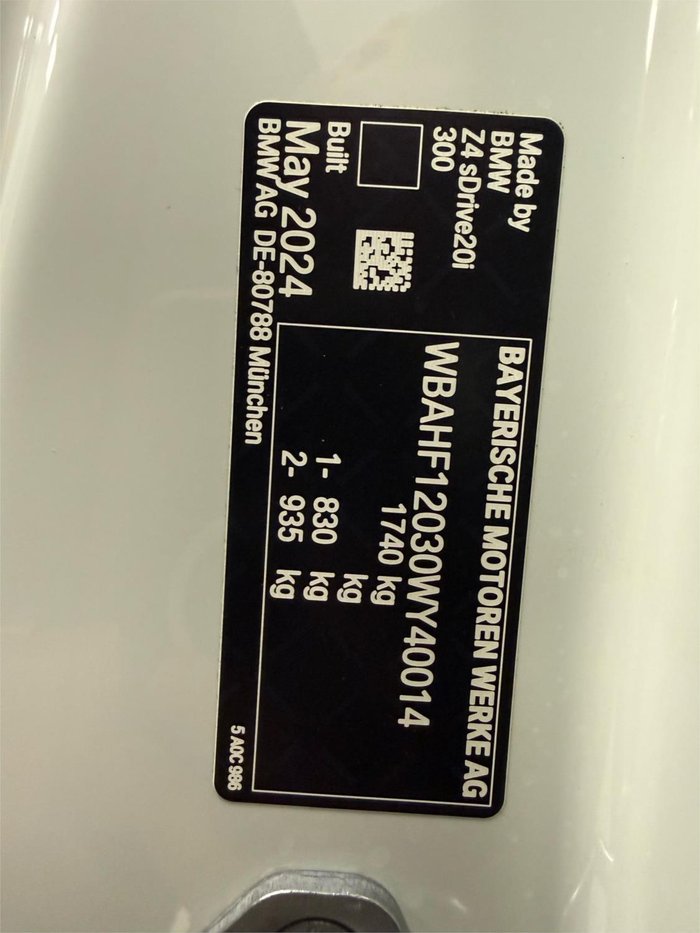 Made by
BMW
Z4 sDrive20i
300
Built
May 2024
BMW AG DE-80788 München
BAYERISCHE MOTOREN WERKE AG
WBAHF12030WY40014
1740 kg
kg
1- 830 kg
2- 935 kg
5 A0C 986